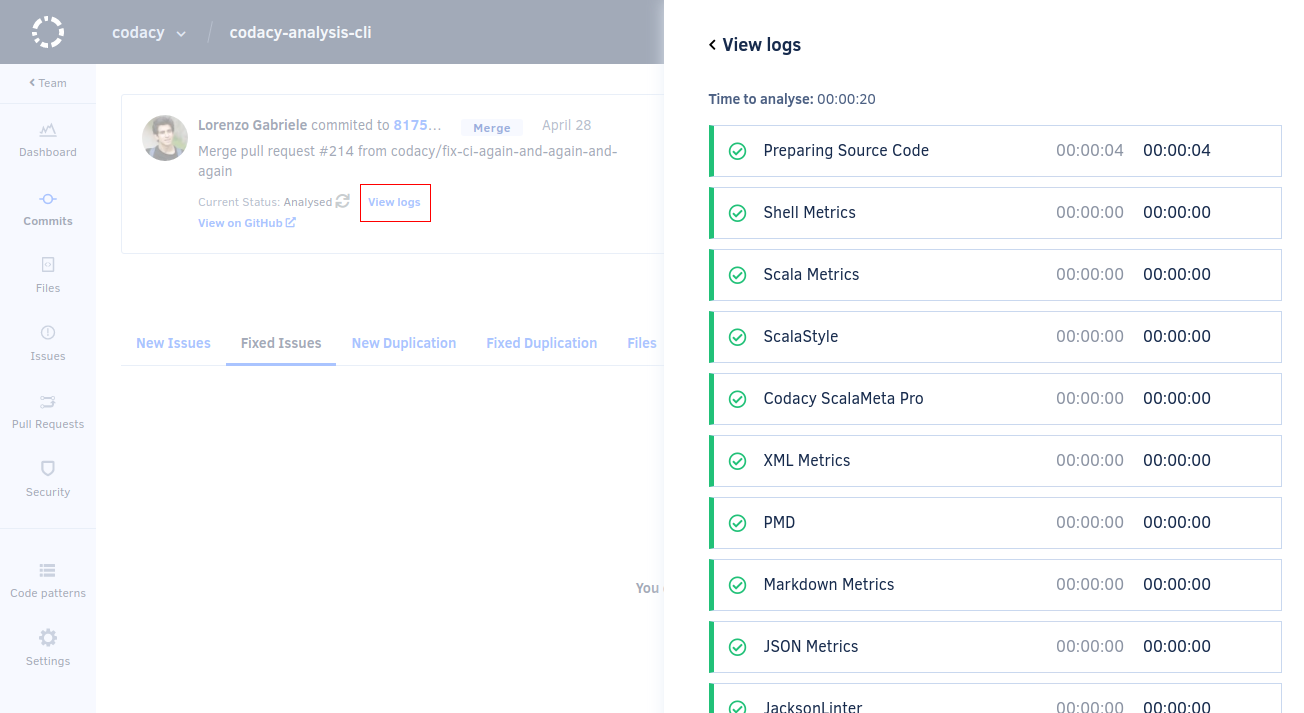 codacy / codacy-analysis-cli
Team
Dashboard
Commits
Files
Issues
Pull Requests
Security
Code patterns
Settings
Lorenzo Gabriele commited to 8175... Merge April 28
Merge pull request #214 from codacy/fix-ci-again-and-again-and-
again
Current Status: Analysed View logs
View on GitHub
New Issues Fixed Issues New Duplication Fixed Duplication Files
You
View logs
Time to analyse: 00:00:20
Preparing Source Code 00:00:04 00:00:04
Shell Metrics 00:00:00 00:00:00
Scala Metrics 00:00:00 00:00:00
ScalaStyle 00:00:00 00:00:00
Codacy ScalaMeta Pro 00:00:00 00:00:00
XML Metrics 00:00:00 00:00:00
PMD 00:00:00 00:00:00
Markdown Metrics 00:00:00 00:00:00
JSON Metrics 00:00:00 00:00:00
JacksonLinter 00:00:00 00:00:00